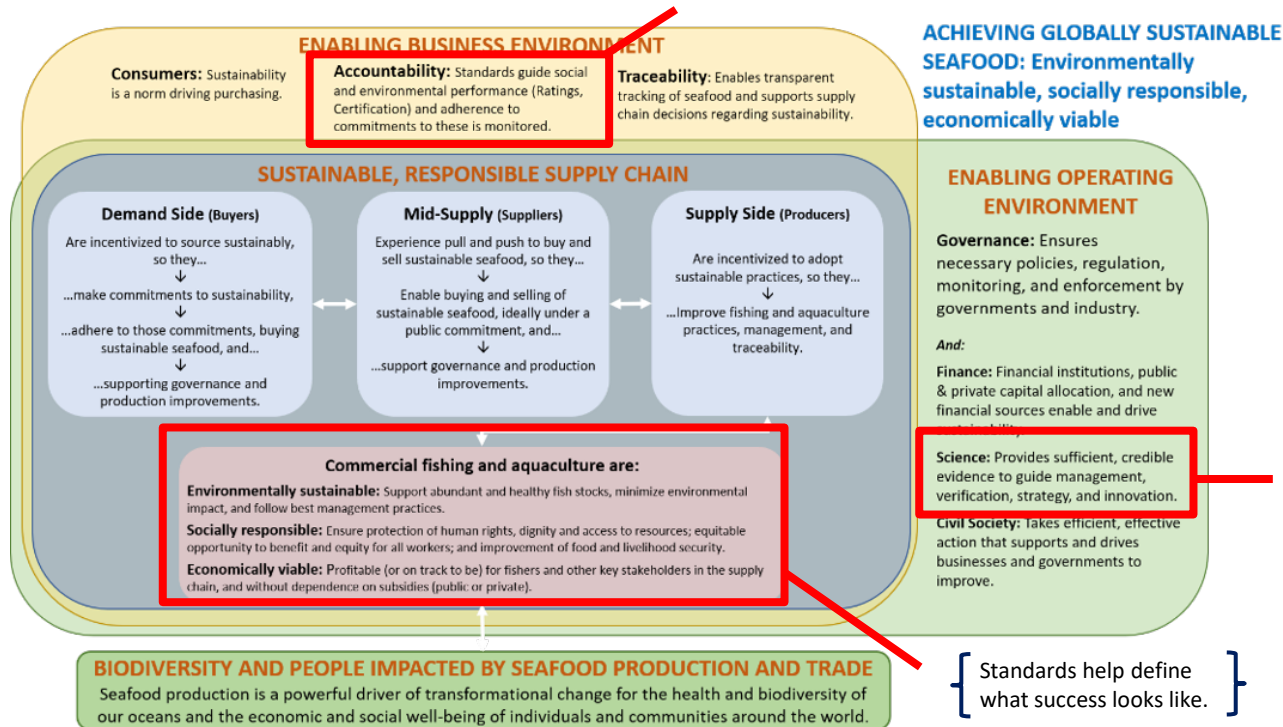 ACHIEVING GLOBALLY SUSTAINABLE
SEAFOOD: Environmentally
sustainable, socially responsible,
economically viable
ENABLING BUSINESS ENVIRONMENT
Consumers: Sustainability
is a norm driving purchasing.
Accountability: Standards guide social
and environmental performance (Ratings,
Certification) and adherence to
commitments to these is monitored.
Traceability: Enables transparent
tracking of seafood and supports supply
chain decisions regarding sustainability.
SUSTAINABLE, RESPONSIBLE SUPPLY CHAIN
Demand Side (Buyers)
Are incentivized to source sustainably,
so they...
↓
...make commitments to sustainability,
↓
...adhere to those commitments, buying
sustainable seafood, and...
↓
...supporting governance and
production improvements.
Mid-Supply (Suppliers)
Experience pull and push to buy and
sell sustainable seafood, so they...
↓
Enable buying and selling of
sustainable seafood, ideally under a
public commitment, and...
↓
...support governance and production
improvements.
Supply Side (Producers)
Are incentivized to adopt
sustainable practices, so they...
↓
...Improve fishing and aquaculture
practices, management, and
traceability.
Commercial fishing and aquaculture are:
Environmentally sustainable: Support abundant and healthy fish stocks, minimize environmental
impact, and follow best management practices.
Socially responsible: Ensure protection of human rights, dignity and access to resources; equitable
opportunity to benefit and equity for all workers; and improvement of food and livelihood security.
Economically viable: Profitable (or on track to be) for fishers and other key stakeholders in the supply
chain, and without dependence on subsidies (public or private).
ENABLING OPERATING
ENVIRONMENT
Governance: Ensures
necessary policies, regulation,
monitoring, and enforcement by
governments and industry.
And:
Finance: Financial institutions, public
& private capital allocation, and new
financial sources enable and drive
sustainability.
Science: Provides sufficient, credible
evidence to guide management,
verification, strategy, and innovation.
Civil Society: Takes efficient, effective
action that supports and drives
businesses and governments to
improve.
BIODIVERSITY AND PEOPLE IMPACTED BY SEAFOOD PRODUCTION AND TRADE
Seafood production is a powerful driver of transformational change for the health and biodiversity of
our oceans and the economic and social well-being of individuals and communities around the world.
Standards help define
what success looks like.